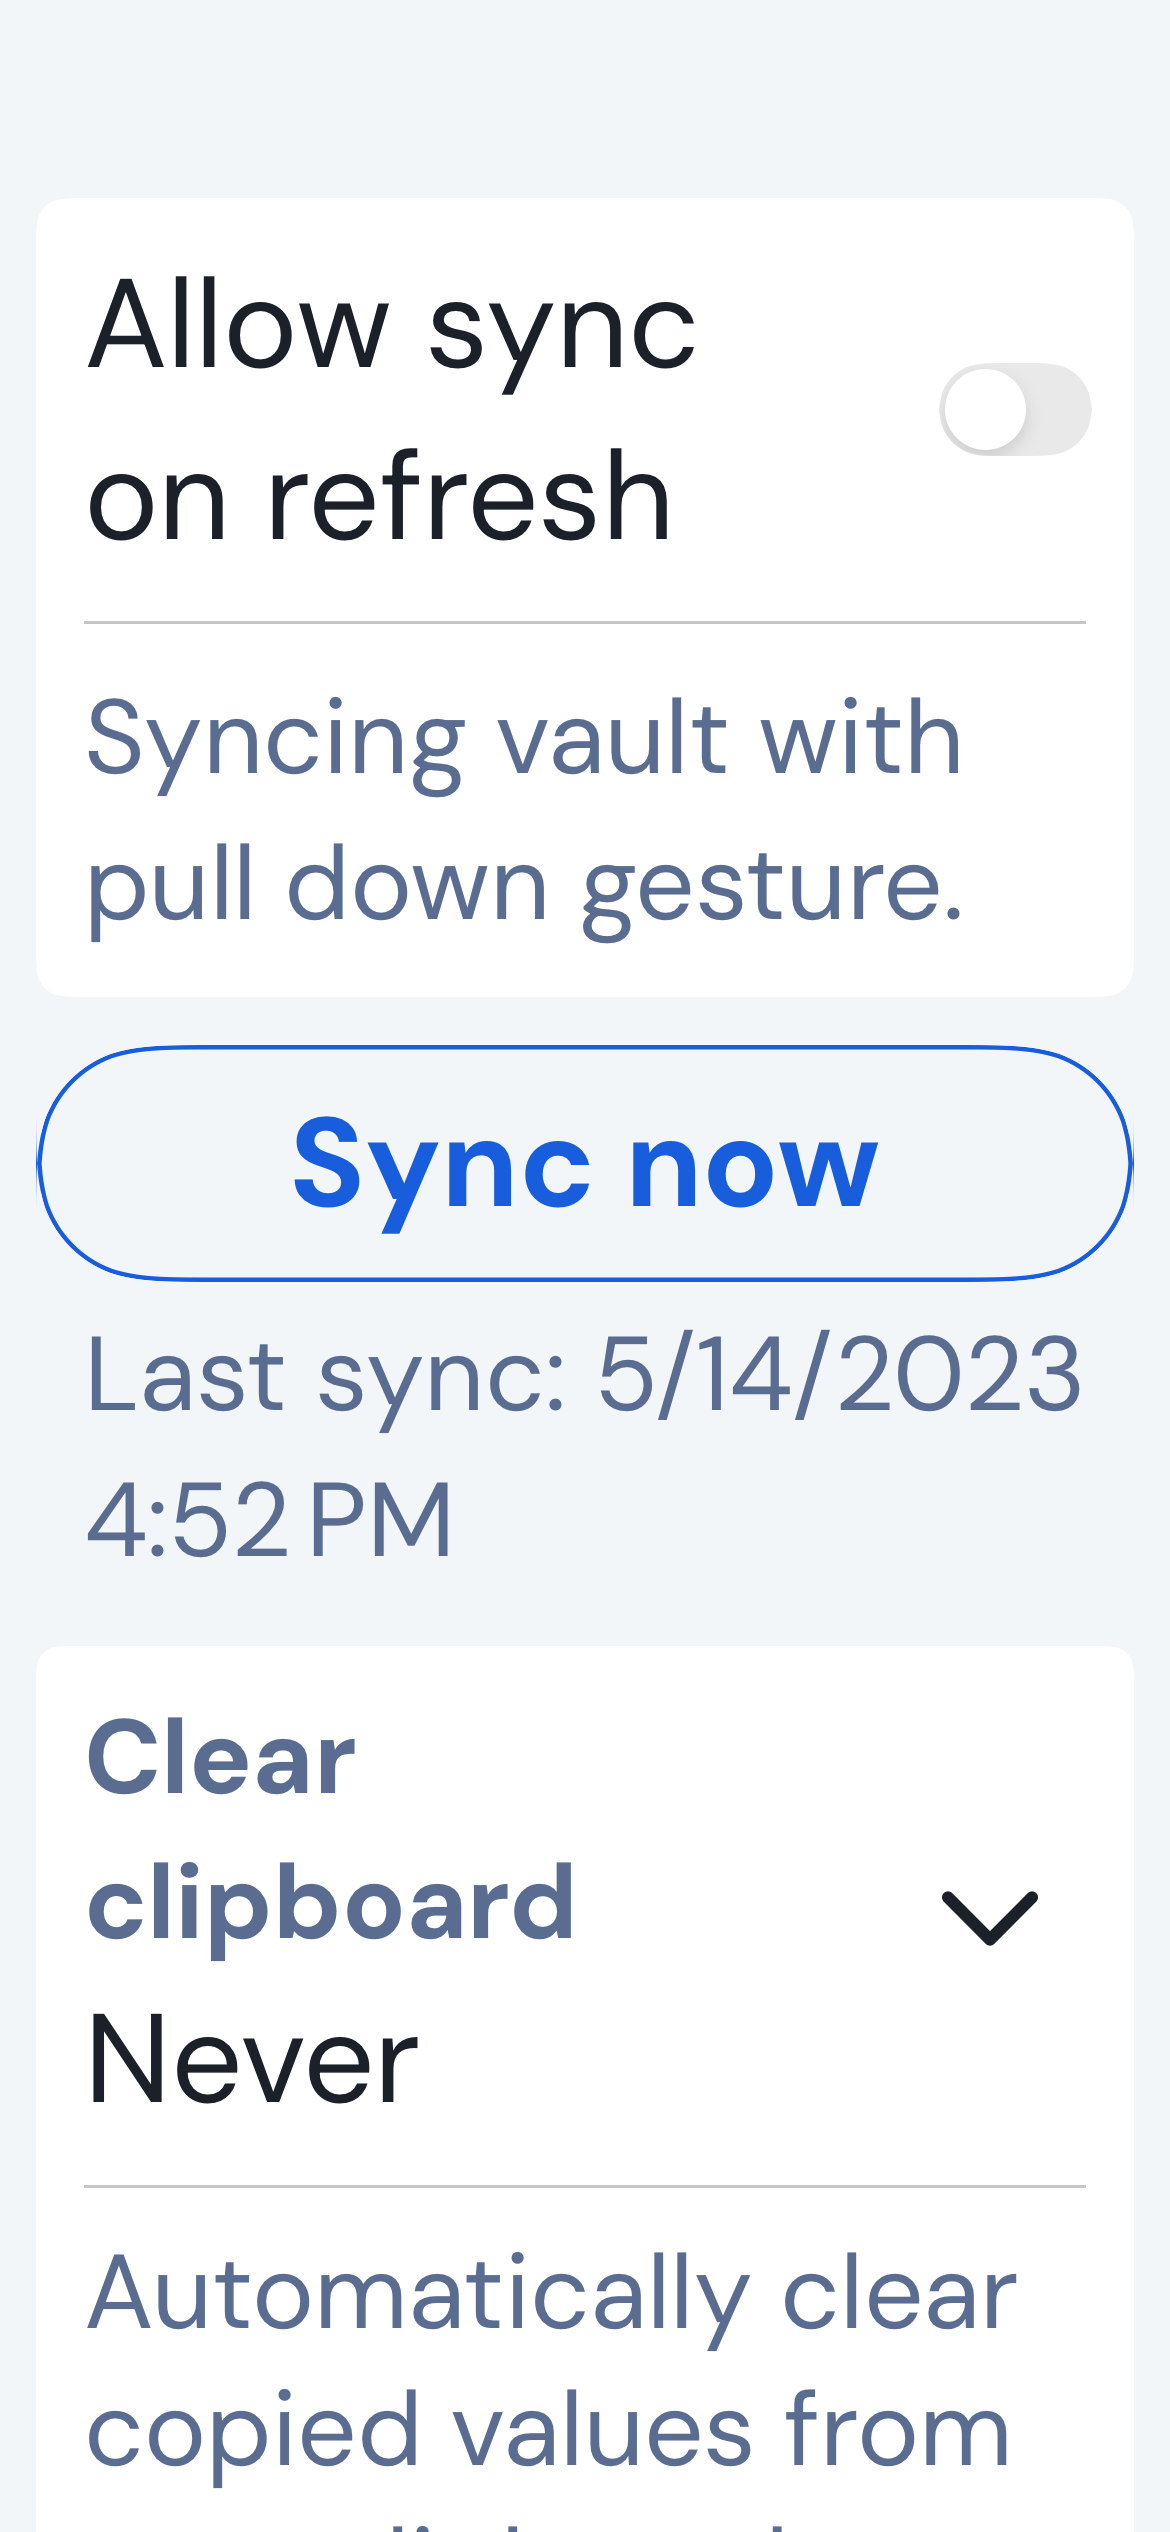 Allow sync
on refresh
Syncing vault with
pull down gesture.
Sync now
Last sync: 5/14/2023
4:52 PM
Clear
clipboard
Never
Automatically clear
copied values from